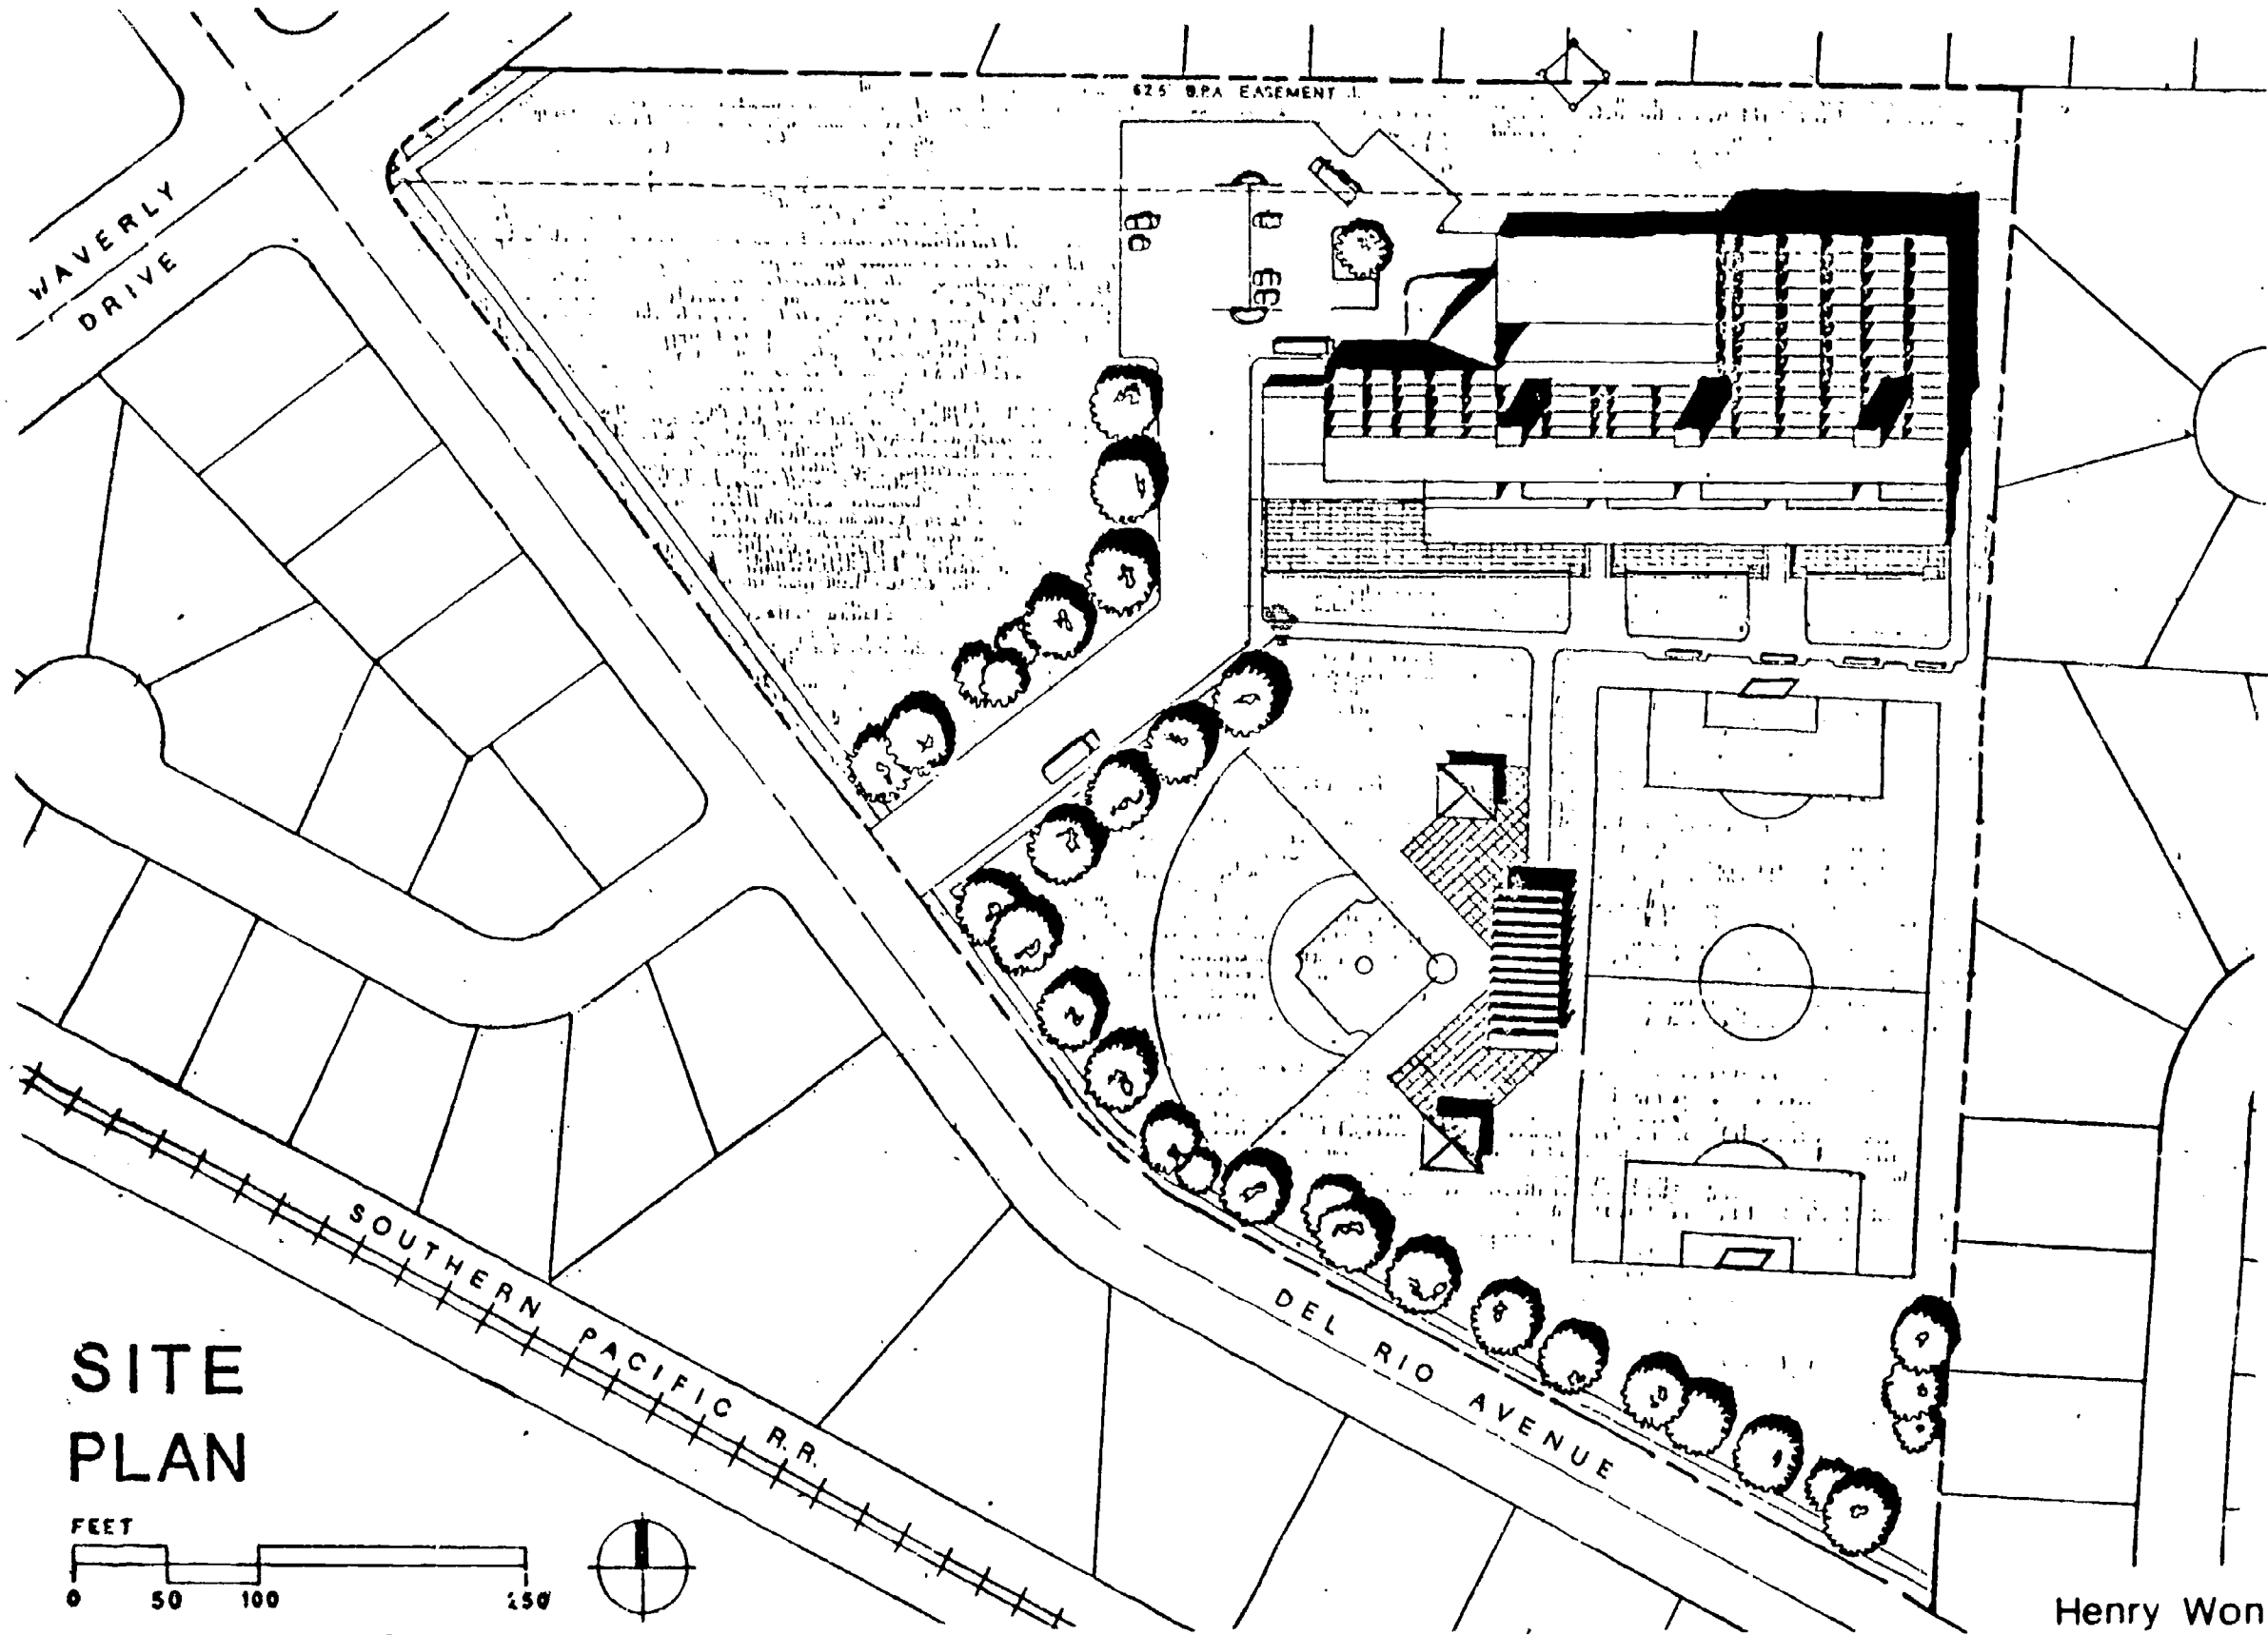 62.5' B.P.A. EASEMENT
WAVERLY
DRIVE
SOUTHERN PACIFIC R.R.
DEL RIO AVENUE
SITE
PLAN
FEET
0 50 100 250
Henry Won